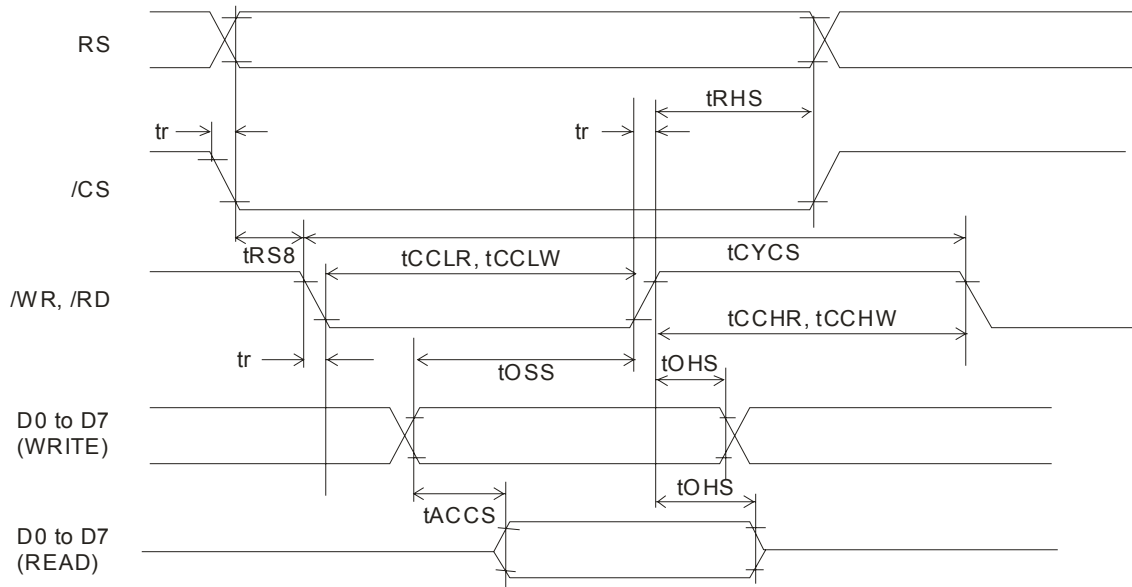 RS
tRHS
tr
tr
/CS
tRS8
tCCLR, tCCLW
tCYCS
/WR, /RD
tCCHR, tCCHW
tr
tOSS
tOHS
D0 to D7
(WRITE)
tOHS
tACCS
D0 to D7
(READ)